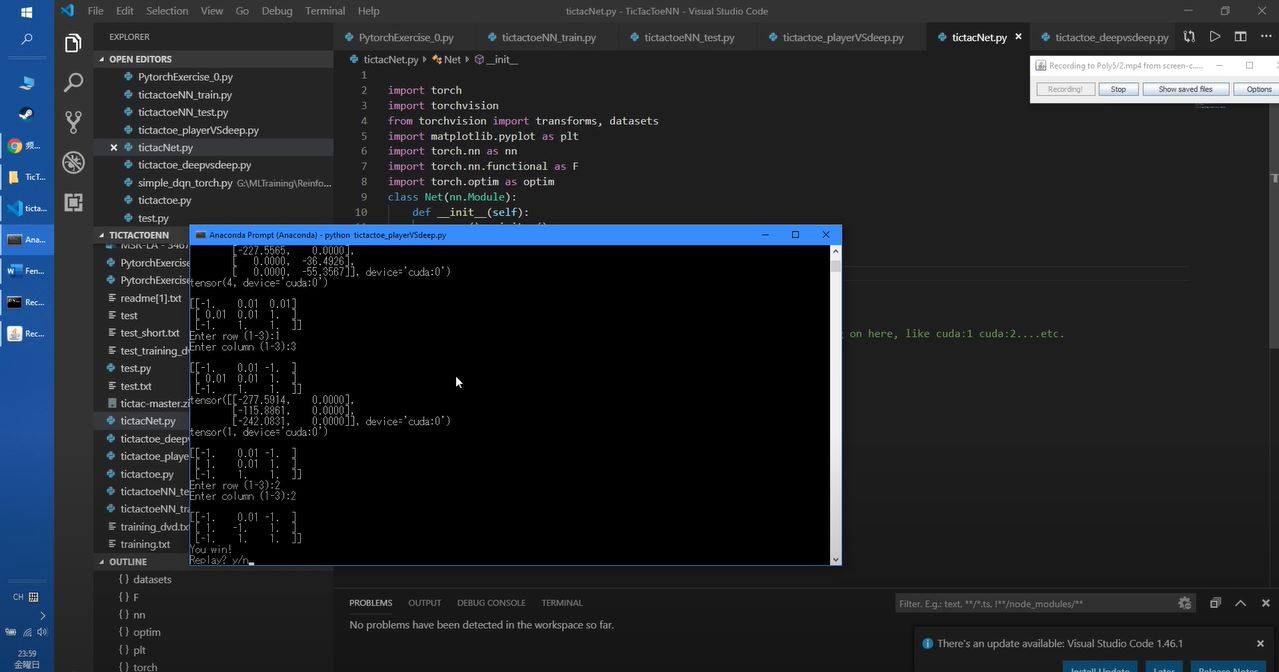 File Edit Selection View Go Debug Terminal Help
tictacNet.py - TicTacToeNN - Visual Studio Code
EXPLORER
PytorchExercise_0.py
tictactoeNN_train.py
tictactoeNN_test.py
tictactoe_playerVSdeep.py
tictacNet.py
tictactoe_deepvsdeep.py
OPEN EDITORS
PytorchExercise_0.py
tictactoeNN_train.py
tictactoeNN_test.py
tictactoe_playerVSdeep.py
tictacNet.py
tictactoe_deepvsdeep.py
simple_dqn_torch.py G:\MLTraining\Reinfo...
tictactoe.py
test.py
TICTACTOENN
PytorchExercise
PytorchExercise
readme[1].txt
test
test_short.txt
test_training_dv
test.py
test.txt
tictac-master.zi
tictacNet.py
tictactoe_deepv
tictactoe_playe
tictactoe.py
tictactoeNN_te
tictactoeNN_tra
training_dvd.tx
training.txt
OUTLINE
{} datasets
{} F
{} nn
{} optim
{} plt
{} torch
tictacNet.py › Net › __init__
1
2 import torch
3 import torchvision
4 from torchvision import transforms, datasets
5 import matplotlib.pyplot as plt
6 import torch.nn as nn
7 import torch.nn.functional as F
8 import torch.optim as optim
9 class Net(nn.Module):
10 def __init__(self):
on here, like cuda:1 cuda:2....etc.
Recording to Poly5/2.mp4 from screen-c......
Recording! Stop Show saved files Options
Anaconda Prompt (Anaconda) - python tictactoe_playerVSdeep.py
[-227.5565, 0.0000],
[ 0.0000, -36.4926],
[ 0.0000, -55.3567]], device='cuda:0')
tensor(4, device='cuda:0')
[[-1. 0.01 0.01]
[ 0.01 0.01 1. ]
[-1. 1. 1. ]]
Enter row (1-3):1
Enter column (1-3):3
[[-1. 0.01 -1. ]
[ 0.01 0.01 1. ]
[-1. 1. 1. ]]
tensor([[-277.5914, 0.0000],
[-115.8861, 0.0000],
[-242.0831, 0.0000]], device='cuda:0')
tensor(1, device='cuda:0')
[[-1. 0.01 -1. ]
[ 1. 0.01 1. ]
[-1. 1. 1. ]]
Enter row (1-3):2
Enter column (1-3):2
[[-1. 0.01 -1. ]
[ 1. -1. 1. ]
[-1. 1. 1. ]]
You win!
Replay? y/n
PROBLEMS OUTPUT DEBUG CONSOLE TERMINAL
Filter. E.g.: text, **/*.ts, !**/node_modules/**
No problems have been detected in the workspace so far.
There's an update available: Visual Studio Code 1.46.1
Install Update Later Release Notes
頻...
TicT...
ticta...
Ana...
Fen...
Rec...
Rec...
CH
23:59
金曜日